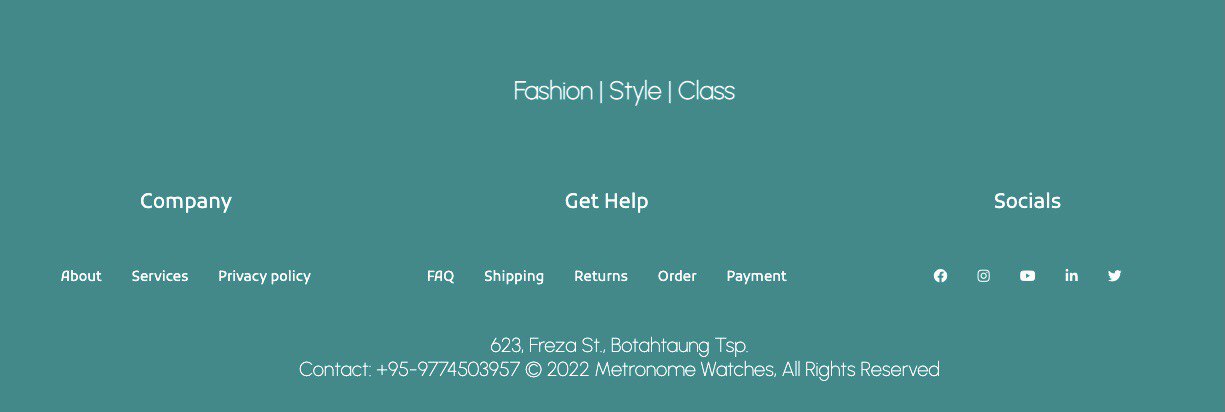 Fashion | Style | Class
Company
Get Help
Socials
About Services Privacy policy
FAQ Shipping Returns Order Payment
623, Freza St., Botahtaung Tsp.
Contact: +95-9774503957 © 2022 Metronome Watches, All Rights Reserved